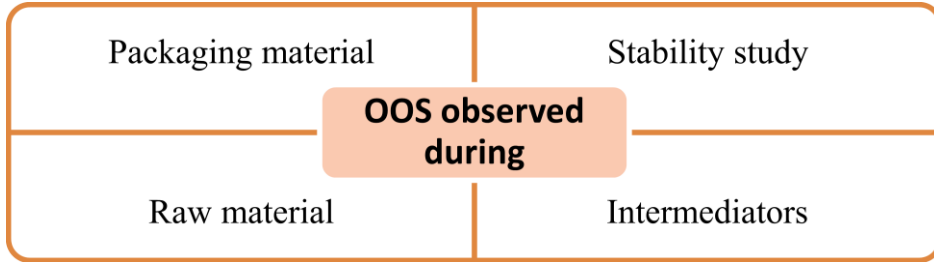 Packaging material
Stability study
OOS observed
during
Raw material
Intermediators